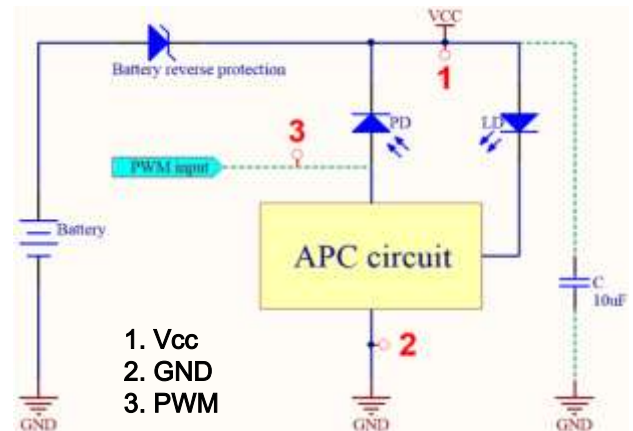 VCC
Battery reverse protection
1
3
PD
LD
PWM input
Battery
APC circuit
C
10uF
1. Vcc
2. GND
3. PWM
2
GND
GND
GND